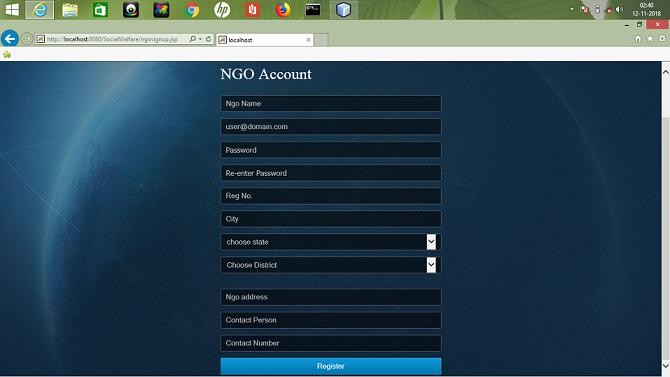 02:40
12-11-2018
http://localhost:8080/SocialWelfare/ngosignup.jsp
localhost
NGO Account
Ngo Name
user@domain.com
Password
Re-enter Password
Reg No.
City
choose state
Choose District
Ngo address
Contact Person
Contact Number
Register